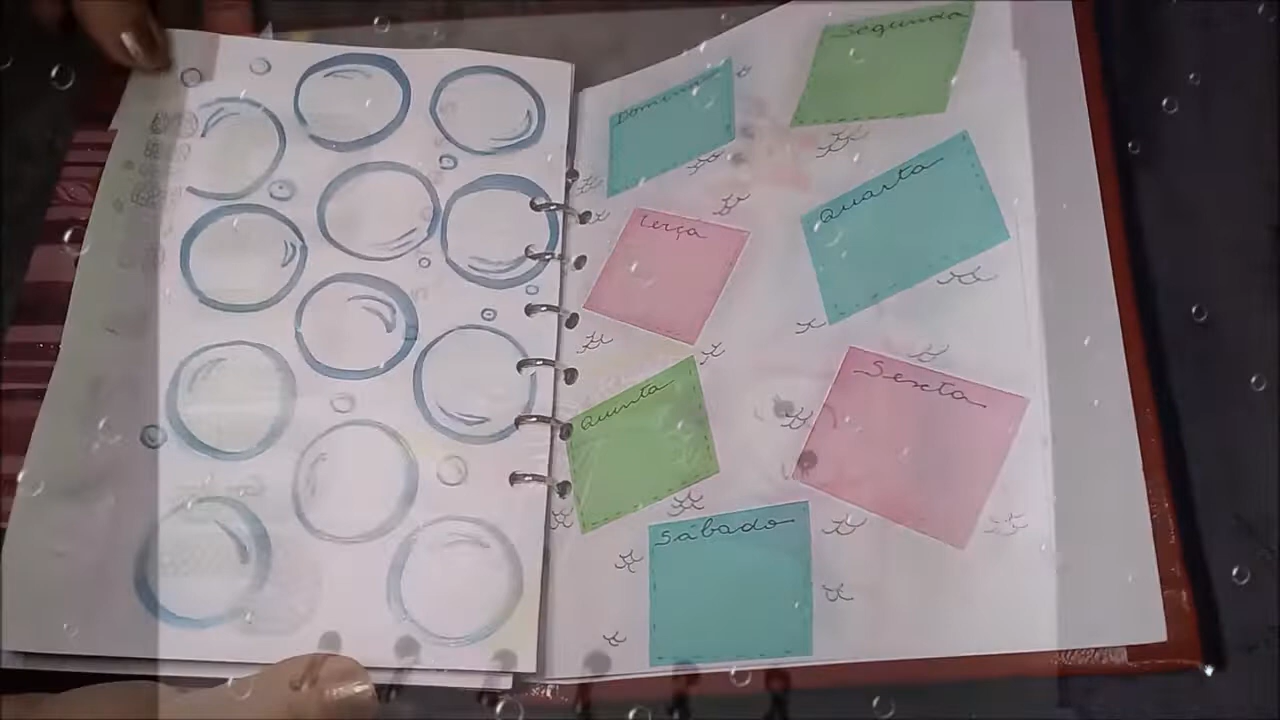 Domingo
Segunda
Terça
Quarta
Quinta
Sexta
Sábado